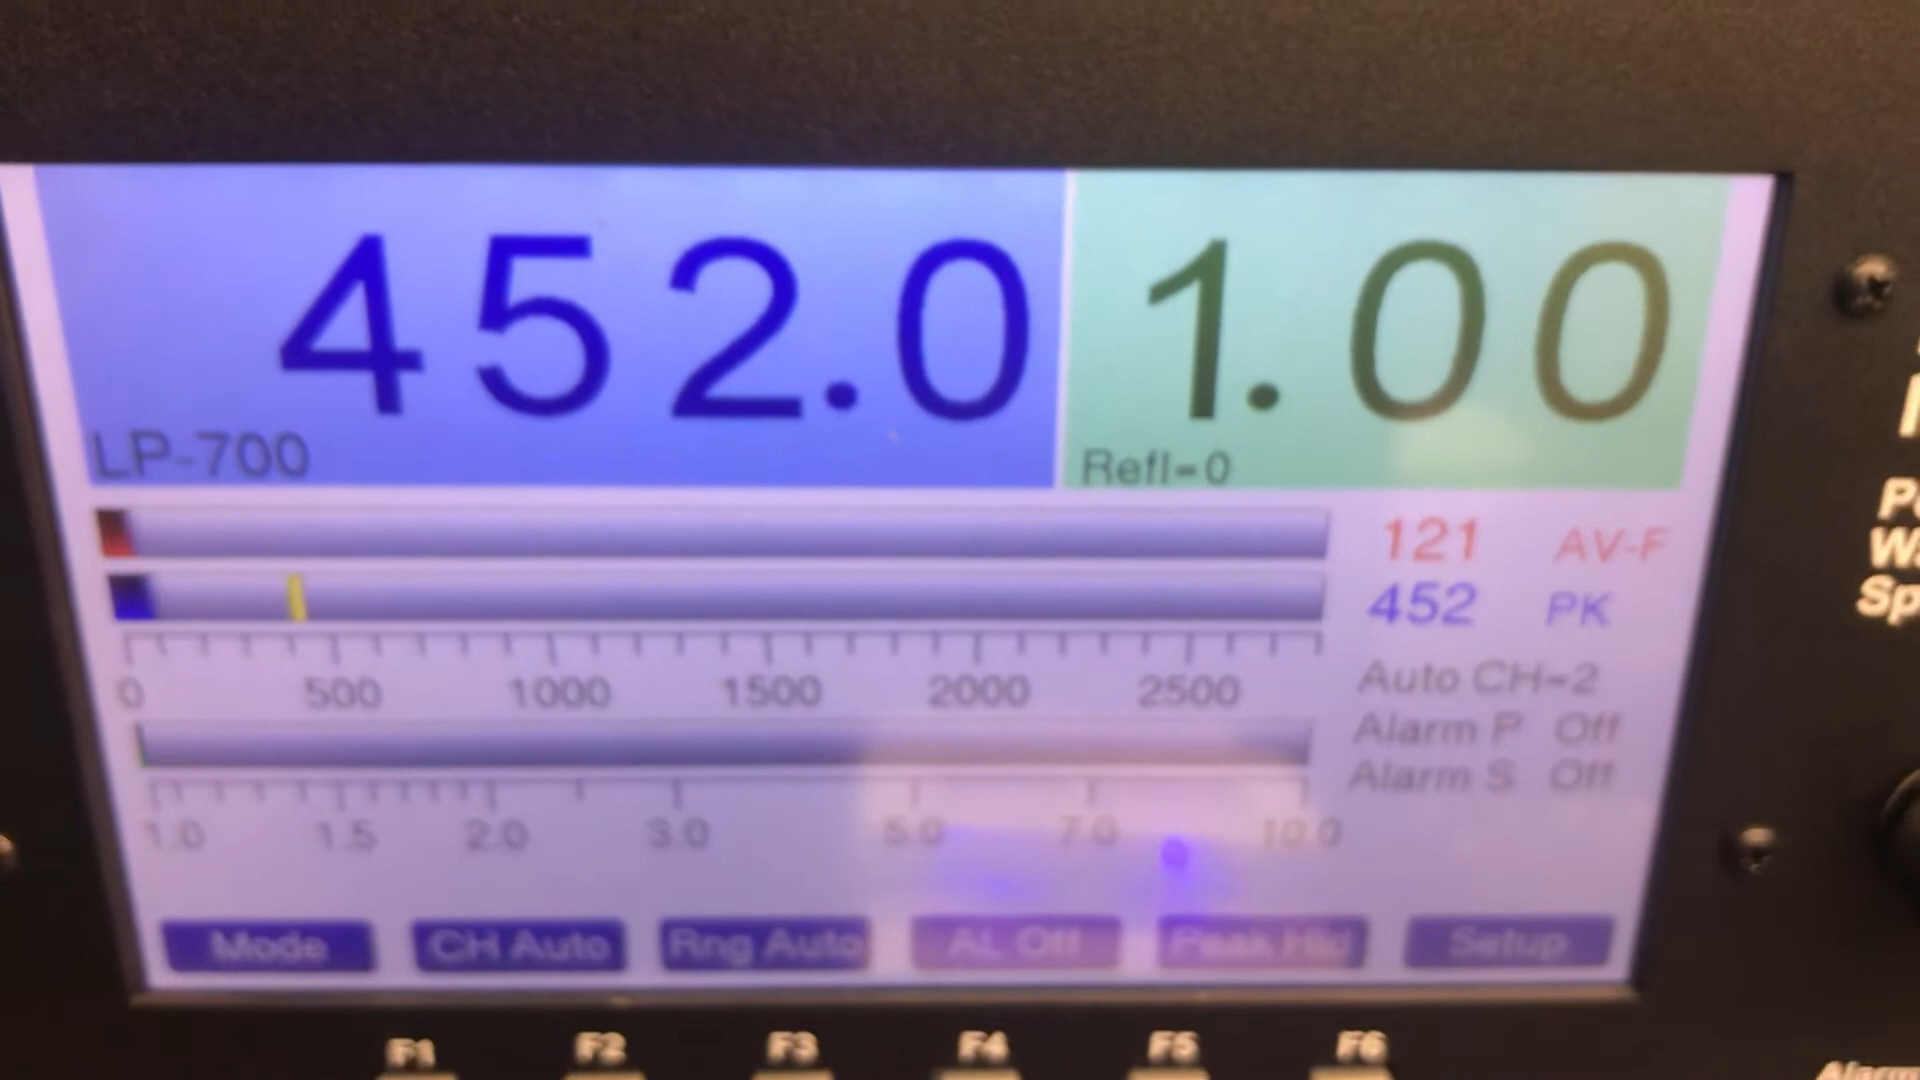 452.0 1.00
LP-700 Refl=0
121 AV-F
452 PK
0 500 1000 1500 2000 2500
Auto CH=2
Alarm P Off
Alarm S Off
1.0 1.5 2.0 3.0 5.0 7.0 10.0
Mode CH Auto Rng Auto AL Off Peak Hld Setup
F1 F2 F3 F4 F5 F6
Alarm